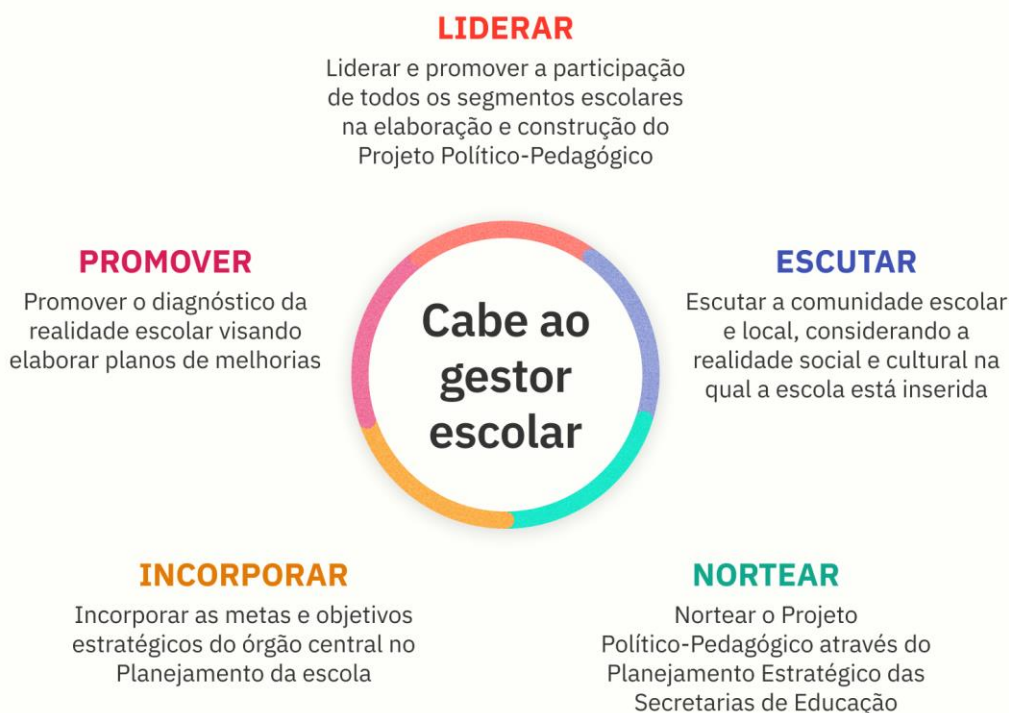 LIDERAR
Liderar e promover a participação
de todos os segmentos escolares
na elaboração e construção do
Projeto Político-Pedagógico
PROMOVER
Promover o diagnóstico da
realidade escolar visando
elaborar planos de melhorias
Cabe ao
gestor
escolar
ESCUTAR
Escutar a comunidade escolar
e local, considerando a
realidade social e cultural na
qual a escola está inserida
INCORPORAR
Incorporar as metas e objetivos
estratégicos do órgão central no
Planejamento da escola
NORTEAR
Nortear o Projeto
Político-Pedagógico através do
Planejamento Estratégico das
Secretarias de Educação